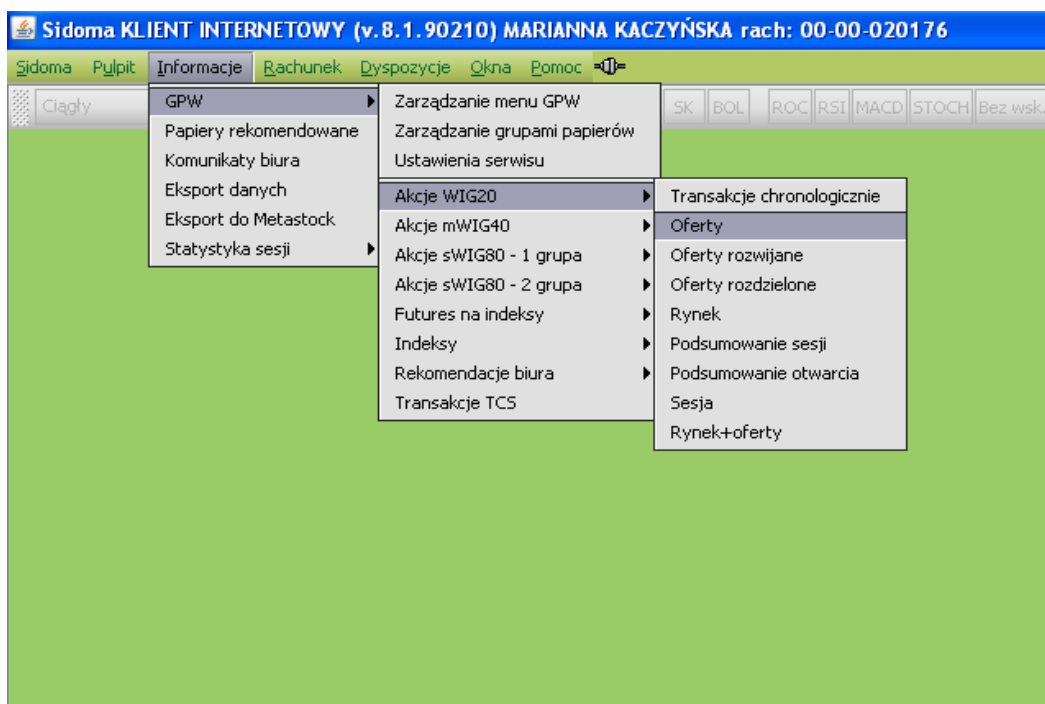 Sidoma KLIENT INTERNETOWY (v.8.1.90210) MARIANNA KACZYŃSKA rach: 00-00-020176
Sidoma Pulpit Informacje Rachunek Dyspozycje Okna Pomoc
Ciągły
SK BOL ROC RSI MACD STOCH Bez wsk.
GPW
Papiery rekomendowane
Komunikaty biura
Eksport danych
Eksport do Metastock
Statystyka sesji
Zarządzanie menu GPW
Zarządzanie grupami papierów
Ustawienia serwisu
Akcje WIG20
Akcje mWIG40
Akcje sWIG80 - 1 grupa
Akcje sWIG80 - 2 grupa
Futures na indeksy
Indeksy
Rekomendacje biura
Transakcje TCS
Transakcje chronologicznie
Oferty
Oferty rozwijane
Oferty rozdzielone
Rynek
Podsumowanie sesji
Podsumowanie otwarcia
Sesja
Rynek+oferty